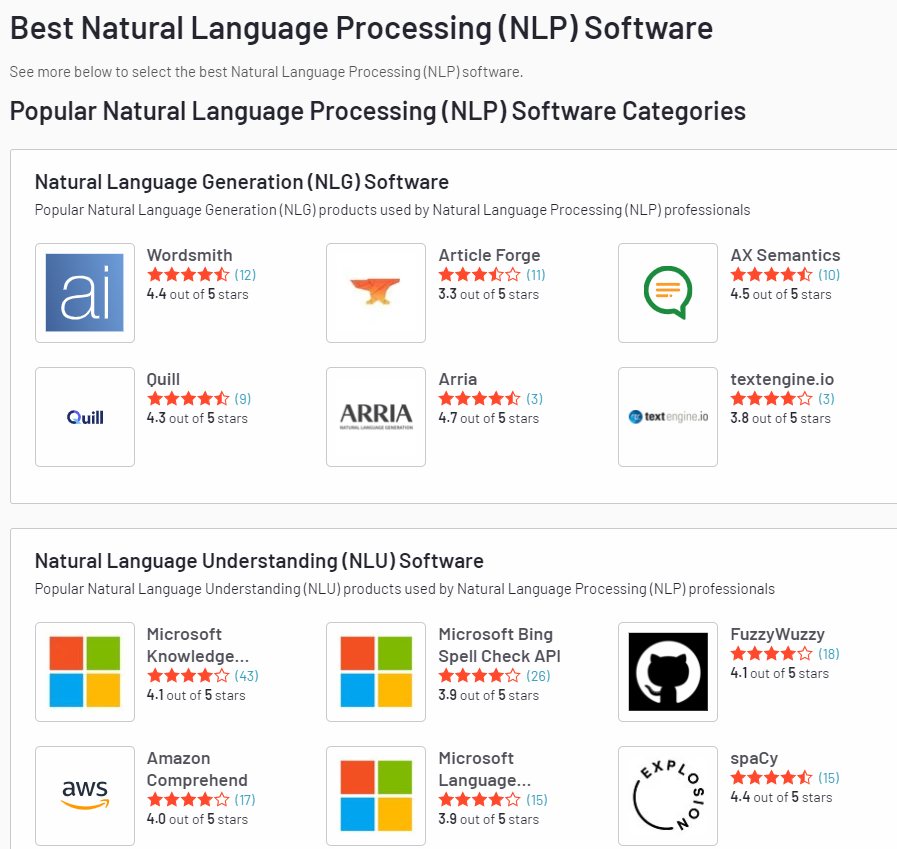 Best Natural Language Processing (NLP) Software
See more below to select the best Natural Language Processing (NLP) software.
Popular Natural Language Processing (NLP) Software Categories
Natural Language Generation (NLG) Software
Popular Natural Language Generation (NLG) products used by Natural Language Processing (NLP) professionals
ai
Wordsmith
(12)
4.4 out of 5 stars
Article Forge
(11)
3.3 out of 5 stars
AX Semantics
(10)
4.5 out of 5 stars
Quill
Quill
(9)
4.3 out of 5 stars
ARRIA
NATURAL LANGUAGE GENERATION
Arria
(3)
4.7 out of 5 stars
textengine.io
textengine.io
(3)
3.8 out of 5 stars
Natural Language Understanding (NLU) Software
Popular Natural Language Understanding (NLU) products used by Natural Language Processing (NLP) professionals
Microsoft
Knowledge...
(43)
4.1 out of 5 stars
Microsoft Bing
Spell Check API
(26)
3.9 out of 5 stars
FuzzyWuzzy
(18)
4.1 out of 5 stars
aws
Amazon
Comprehend
(17)
4.0 out of 5 stars
Microsoft
Language...
(15)
3.9 out of 5 stars
EXPLOSION
spaCy
(15)
4.4 out of 5 stars